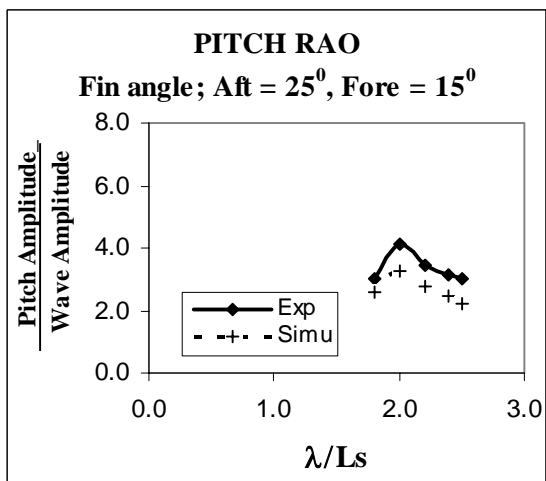 PITCH RAO
Fin angle; Aft = 25⁰, Fore = 15⁰
Pitch Amplitude
Wave Amplitude
8.0
6.0
4.0
2.0
0.0
Exp
Simu
0.0 1.0 2.0 3.0
λ/Ls